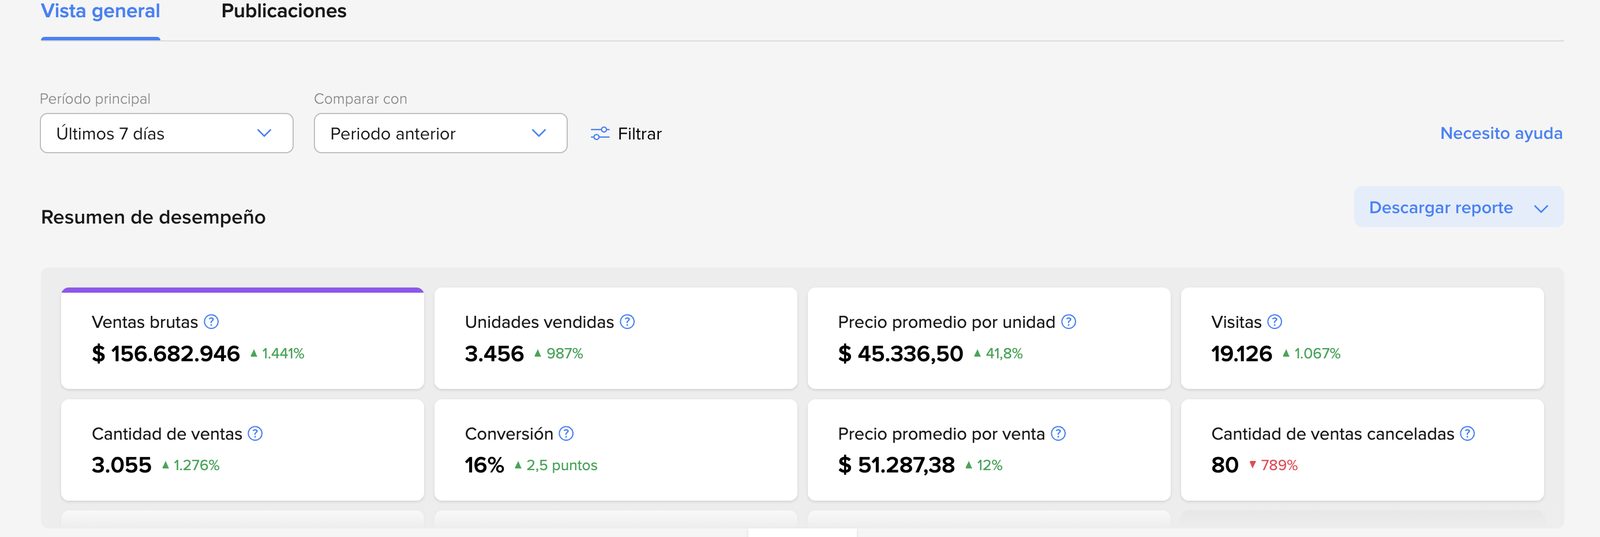 Vista general
Publicaciones
Período principal
Comparar con
Últimos 7 días
Periodo anterior
Filtrar
Necesito ayuda
Resumen de desempeño
Descargar reporte
Ventas brutas ?
$ 156.682.946 ▲ 1.441%
Unidades vendidas ?
3.456 ▲ 987%
Precio promedio por unidad ?
$ 45.336,50 ▲ 41,8%
Visitas ?
19.126 ▲ 1.067%
Cantidad de ventas ?
3.055 ▲ 1.276%
Conversión ?
16% ▲ 2,5 puntos
Precio promedio por venta ?
$ 51.287,38 ▲ 12%
Cantidad de ventas canceladas ?
80 ▼ 789%